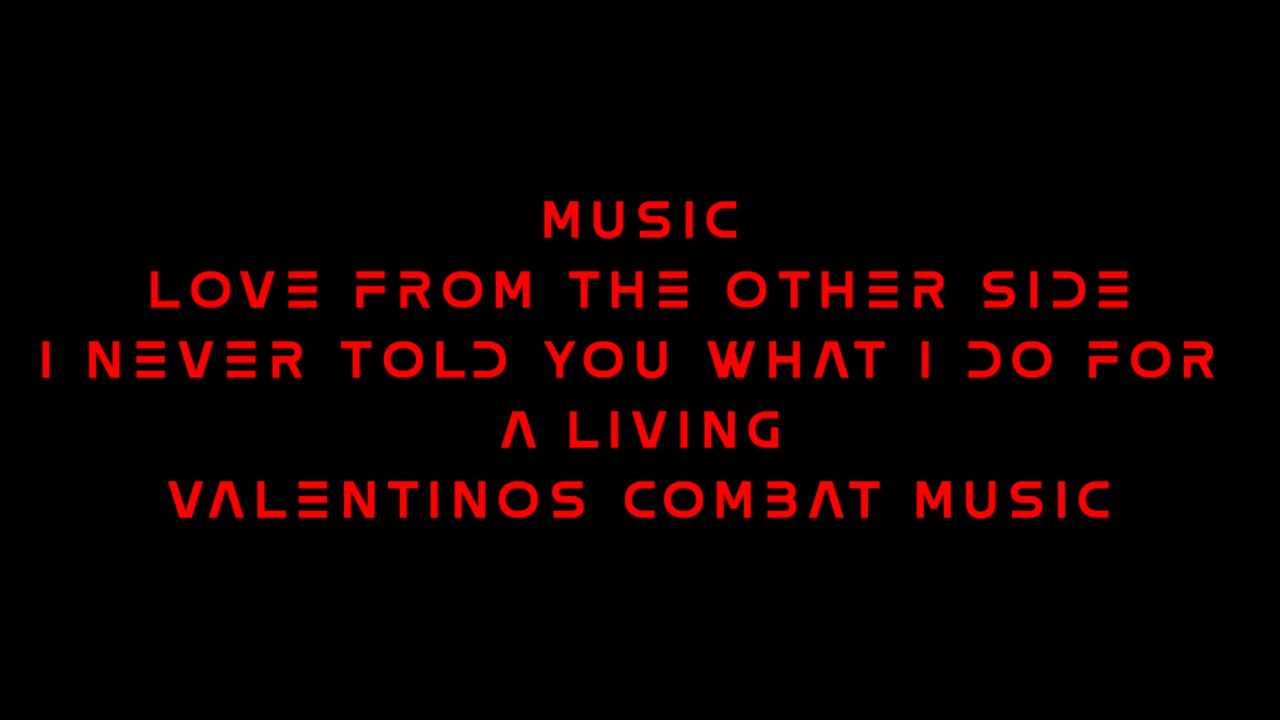 MUSIC
LOVE FROM THE OTHER SIDE
I NEVER TOLD YOU WHAT I DO FOR
A LIVING
VALENTINOS COMBAT MUSIC